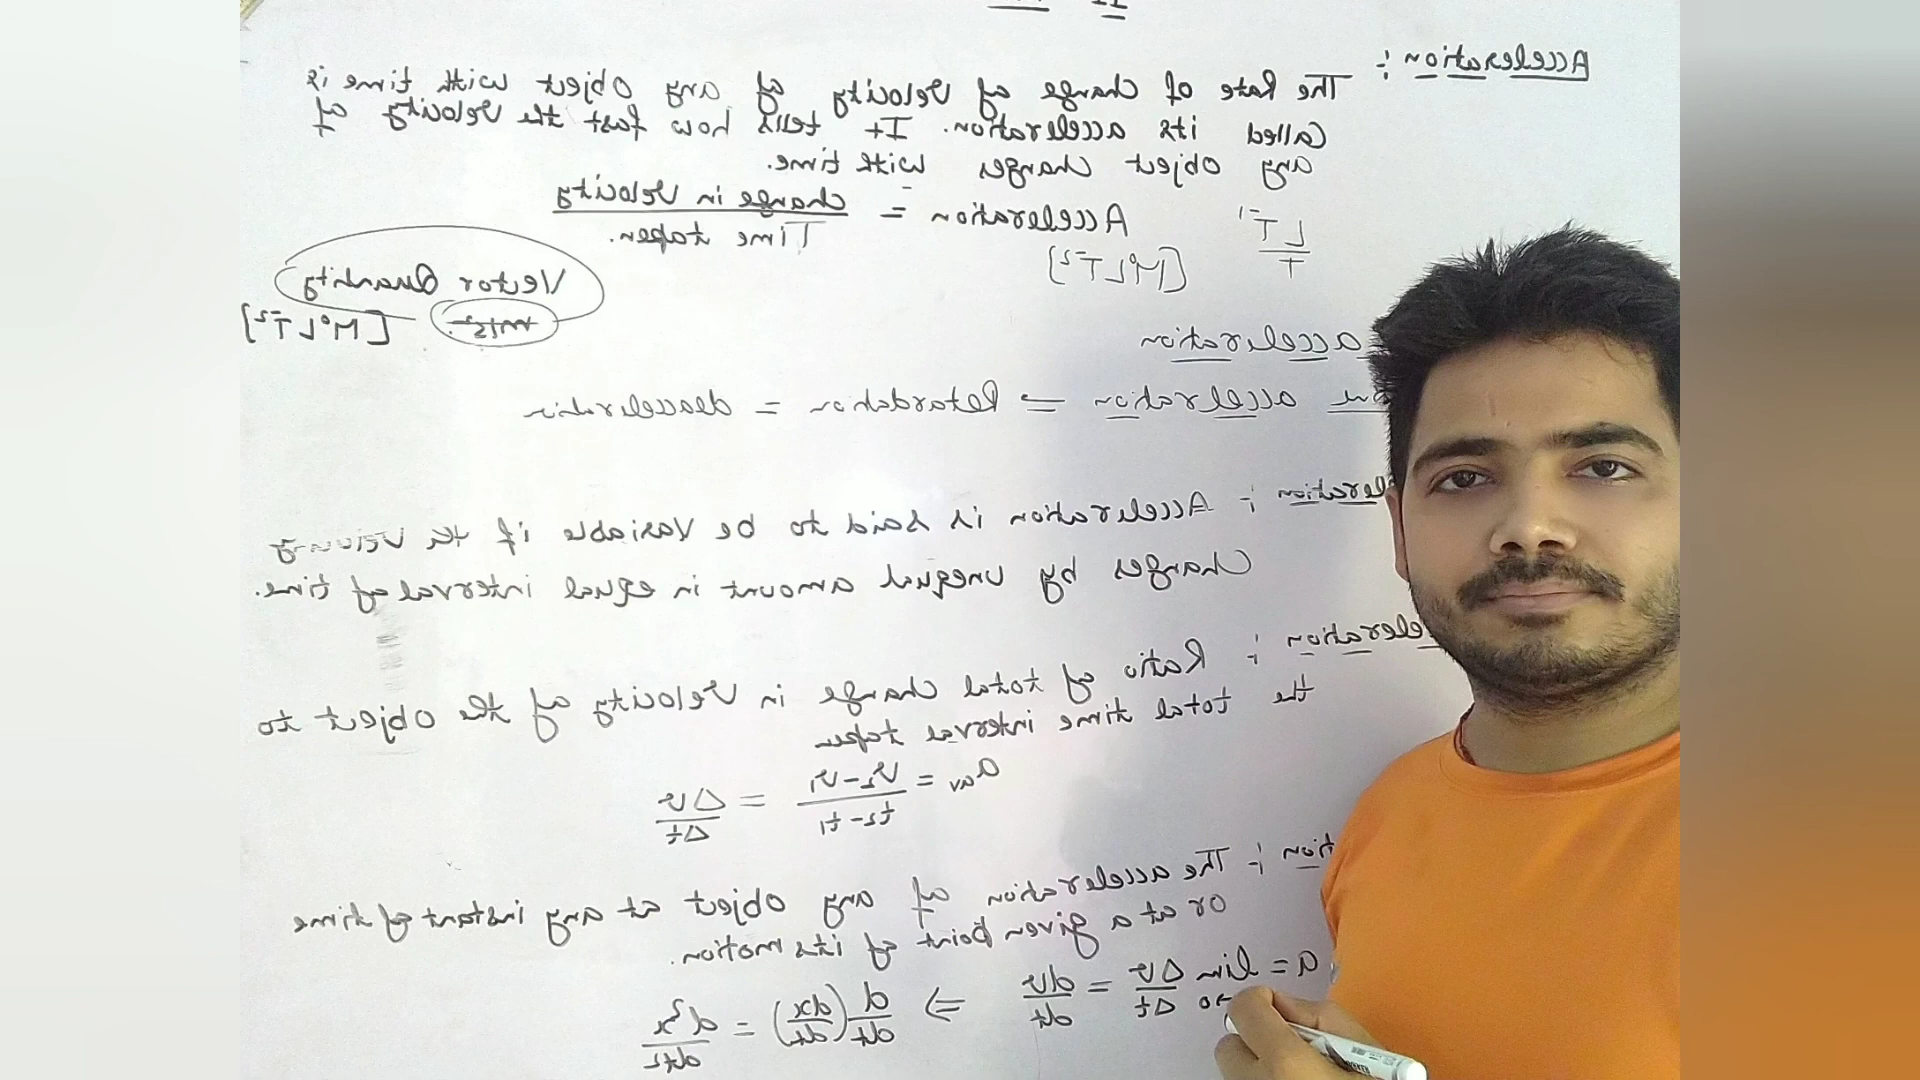 Acceleration :-
The Rate of change of velocity of any object with time is
called its acceleration. It tells how fast the velocity of
any object changes with time.
Acceleration = change in velocity / Time taken.
L T⁻¹ / T
[M⁰LT⁻²]
Vector Quantity
m/s²
[M⁰LT⁻²]
acceleration
acceleration = Retardation = deacceleration
:- Acceleration is said to be variable if the velocity
changes by unequal amount in equal interval of time.
:- Ratio of total change in velocity of the object to
the total time interval taken
aav = v₂-v₁ / t₂-t₁ = Δv / Δt
:- The acceleration of any object at any instant of time
or at a given point of its motion.
a = lim Δv / Δt = dv / dt ⇒ d / dt (dx / dt) = d²x / dt²